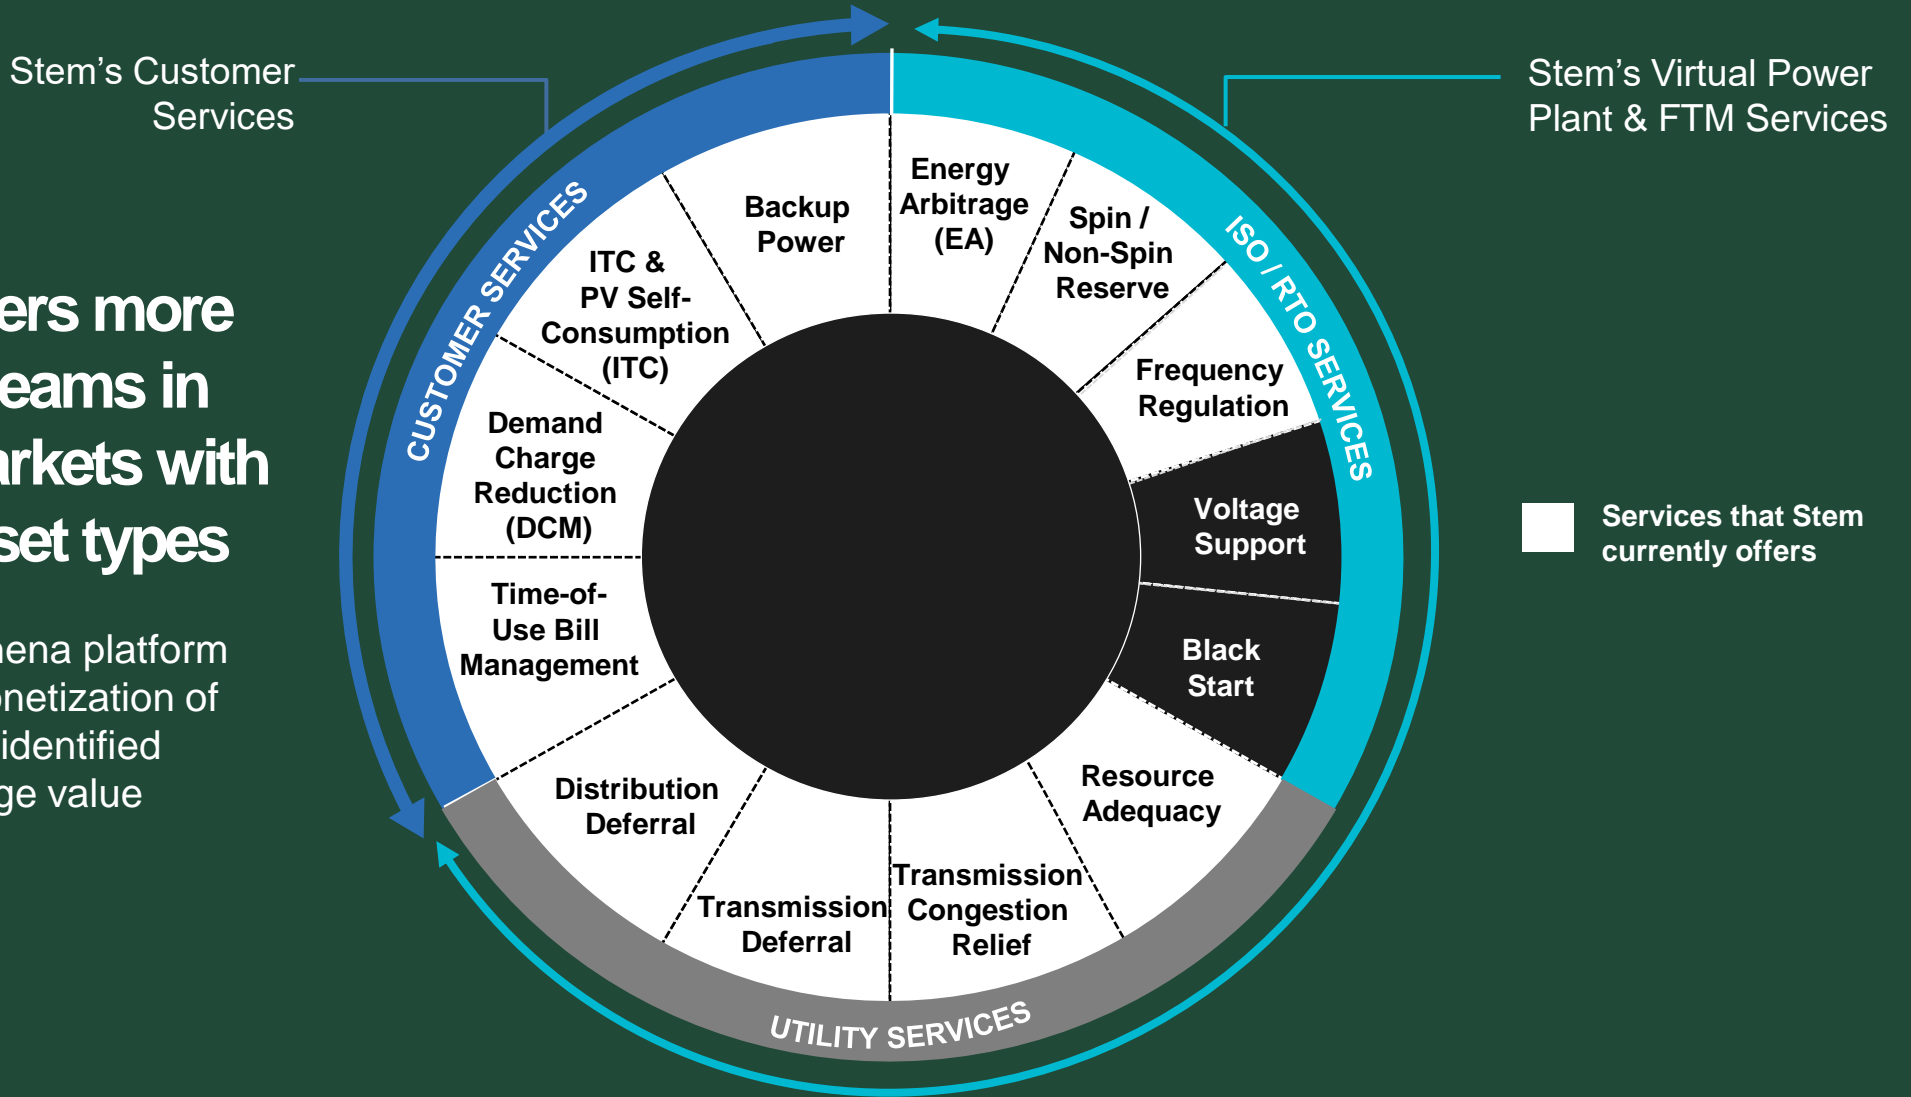 Stem’s Customer
Services
Stem’s Virtual Power
Plant & FTM Services
ers more
eams in
arkets with
set types
nena platform
onetization of
identified
ge value
CUSTOMER SERVICES
ISO / RTO SERVICES
UTILITY SERVICES
Backup
Power
ITC &
PV Self-
Consumption
(ITC)
Demand
Charge
Reduction
(DCM)
Time-of-
Use Bill
Management
Energy
Arbitrage
(EA)
Spin /
Non-Spin
Reserve
Frequency
Regulation
Voltage
Support
Black
Start
Resource
Adequacy
Transmission
Congestion
Relief
Transmission
Deferral
Distribution
Deferral
Services that Stem
currently offers